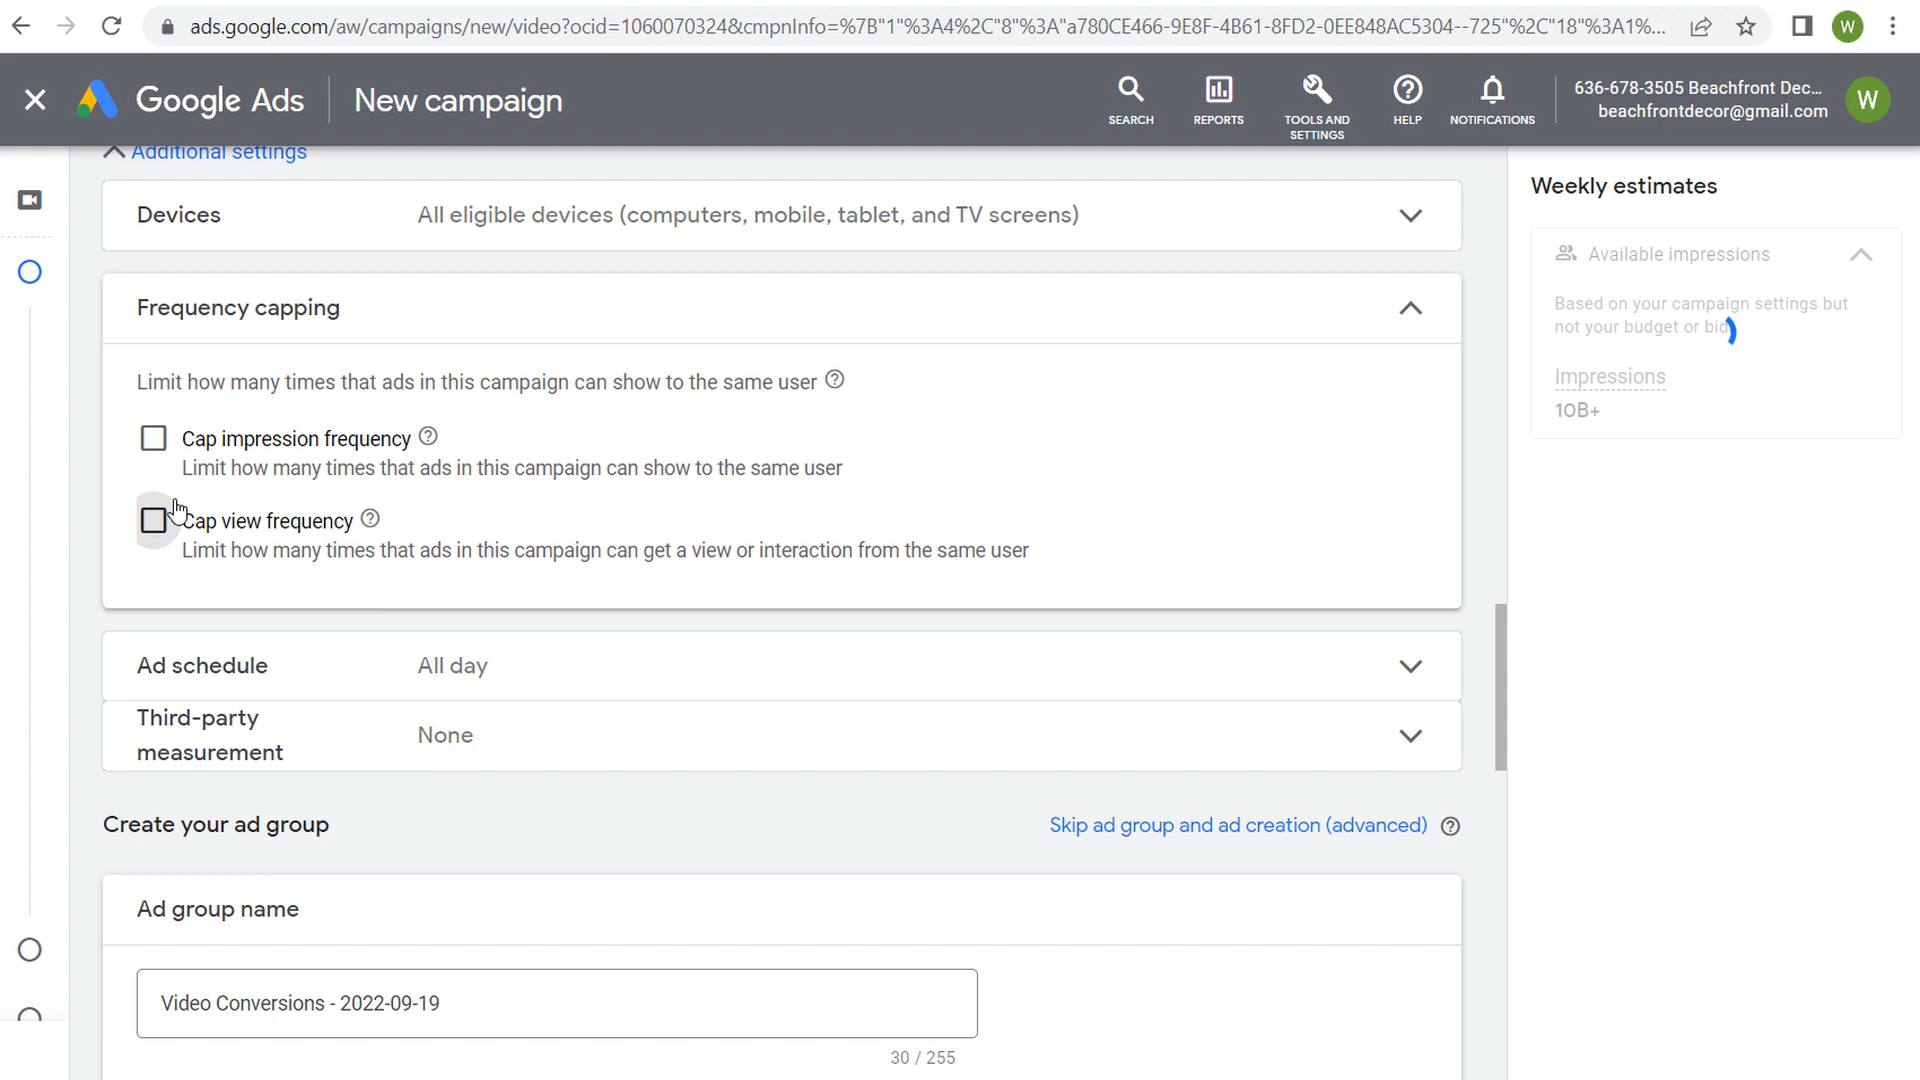 ads.google.com/aw/campaigns/new/video?ocid=1060070324&cmpnInfo=%7B"1"%3A4%2C"8"%3A"a780CE466-9E8F-4B61-8FD2-0EE848AC5304--725"%2C"18"%3A1%...
W
Google Ads
New campaign
SEARCH
REPORTS
TOOLS AND
SETTINGS
HELP
NOTIFICATIONS
636-678-3505 Beachfront Dec...
beachfrontdecor@gmail.com
W
Additional settings
Devices
All eligible devices (computers, mobile, tablet, and TV screens)
Frequency capping
Limit how many times that ads in this campaign can show to the same user
Cap impression frequency
Limit how many times that ads in this campaign can show to the same user
Cap view frequency
Limit how many times that ads in this campaign can get a view or interaction from the same user
Ad schedule
All day
Third-party
measurement
None
Create your ad group
Skip ad group and ad creation (advanced)
Ad group name
Video Conversions - 2022-09-19
30 / 255
Weekly estimates
Available impressions
Based on your campaign settings but
not your budget or bid
Impressions
10B+